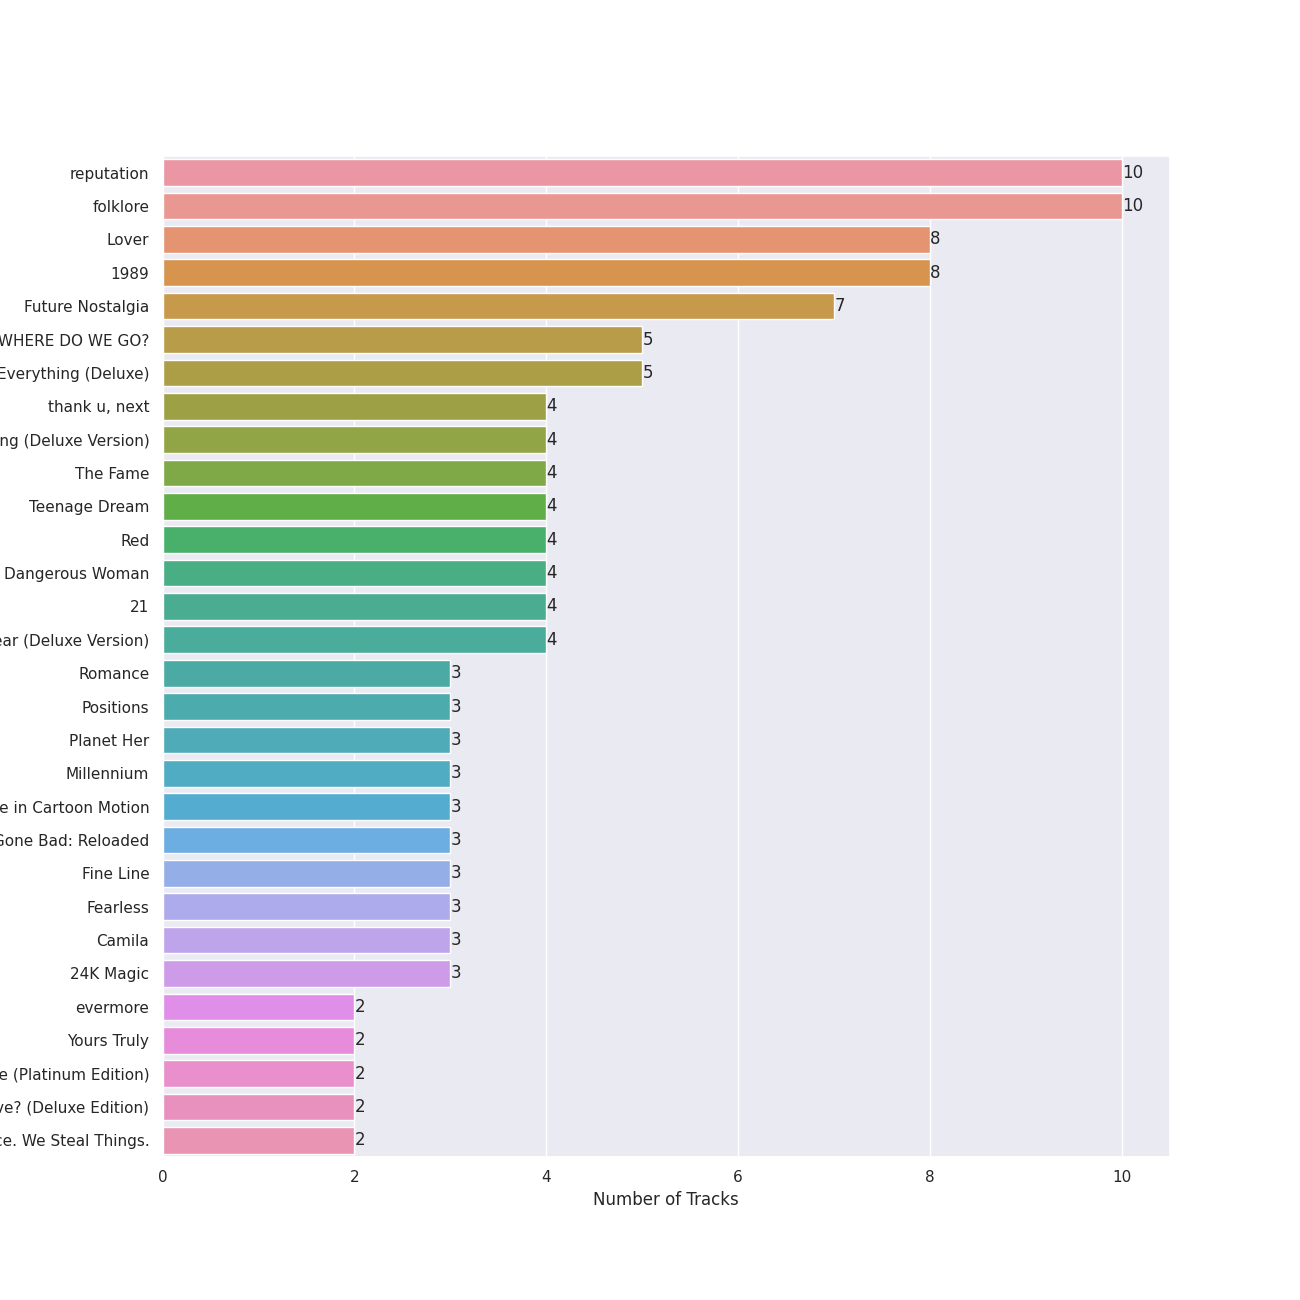 reputation 10
folklore 10
Lover 8
1989 8
Future Nostalgia 7
WHERE DO WE GO? 5
Everything (Deluxe) 5
thank u, next 4
ng (Deluxe Version) 4
The Fame 4
Teenage Dream 4
Red 4
Dangerous Woman 4
21 4
ear (Deluxe Version) 4
Romance 3
Positions 3
Planet Her 3
Millennium 3
e in Cartoon Motion 3
Gone Bad: Reloaded 3
Fine Line 3
Fearless 3
Camila 3
24K Magic 3
evermore 2
Yours Truly 2
e (Platinum Edition) 2
ve? (Deluxe Edition) 2
ce. We Steal Things. 2
0 2 4 6 8 10
Number of Tracks